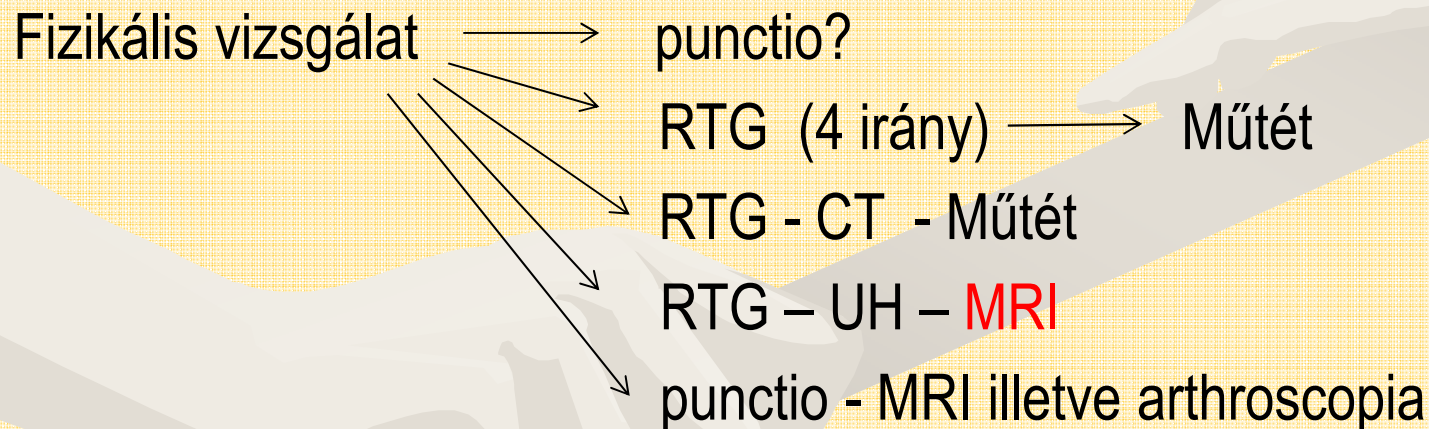 Fizikális vizsgálat punctio?
RTG (4 irány) Műtét
RTG - CT - Műtét
RTG – UH – MRI
punctio - MRI illetve arthroscopia